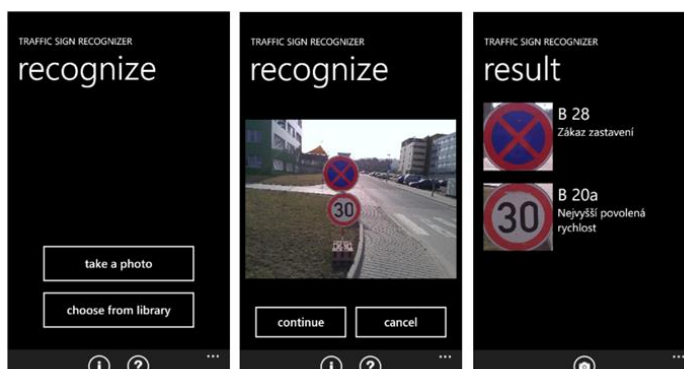 TRAFFIC SIGN RECOGNIZER
recognize
take a photo
choose from library
TRAFFIC SIGN RECOGNIZER
recognize
30
continue
cancel
TRAFFIC SIGN RECOGNIZER
result
B 28
Zákaz zastavení
30
B 20a
Nejvyšší povolená
rychlost